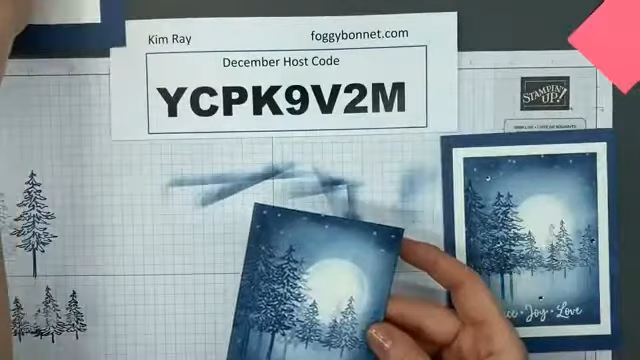 Kim Ray
foggybonnet.com
December Host Code
YCPK9V2M
STAMPIN' UP!
Joy · Love